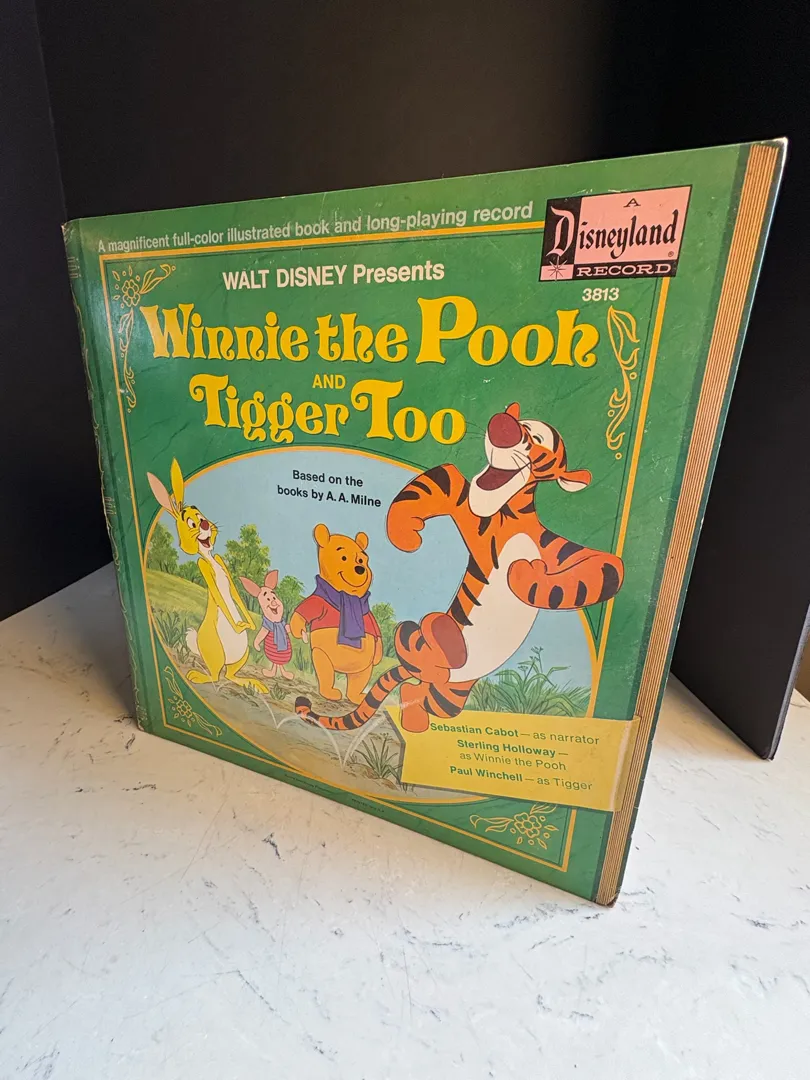 A magnificent full-color illustrated book and long-playing record
A
Disneyland
RECORD
®
3813
WALT DISNEY Presents
Winnie the Pooh
AND
Tigger Too
Based on the
books by A. A. Milne
Sebastian Cabot — as narrator
Sterling Holloway —
as Winnie the Pooh
Paul Winchell — as Tigger